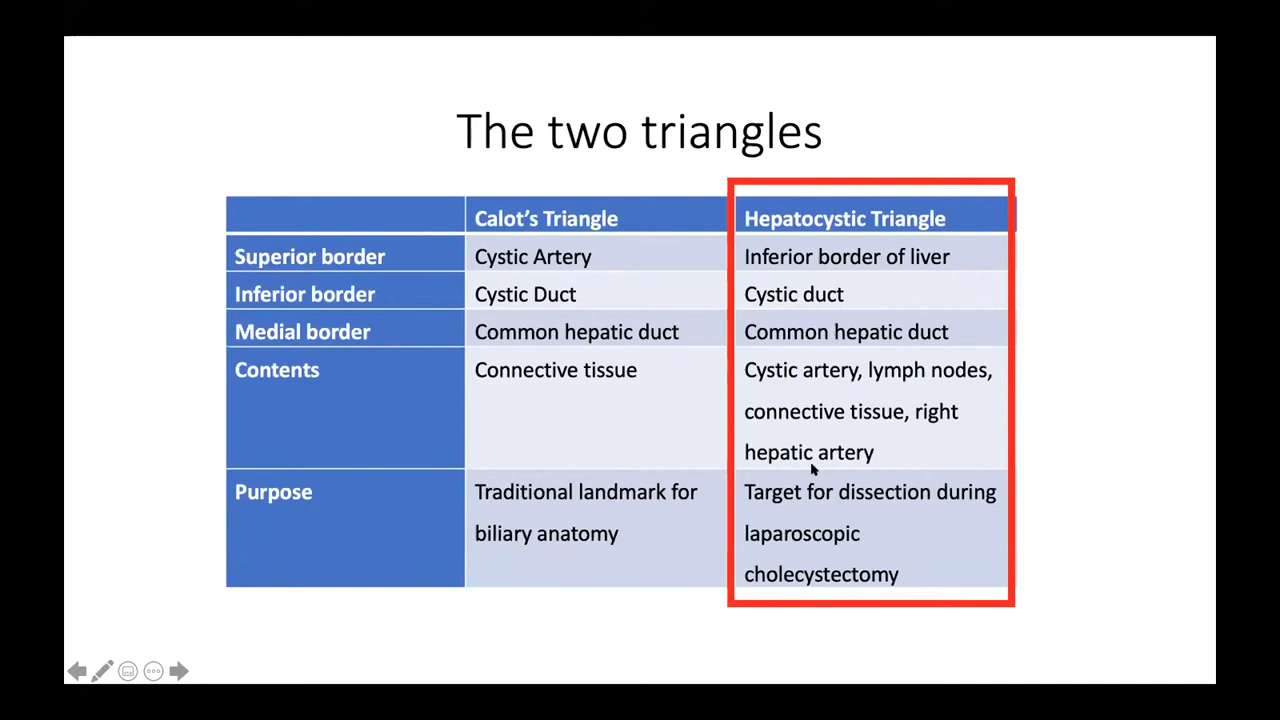 The two triangles
Calot's Triangle Hepatocystic Triangle
Superior border Cystic Artery Inferior border of liver
Inferior border Cystic Duct Cystic duct
Medial border Common hepatic duct Common hepatic duct
Contents Connective tissue Cystic artery, lymph nodes,
connective tissue, right
hepatic artery
Purpose Traditional landmark for Target for dissection during
biliary anatomy laparoscopic
cholecystectomy